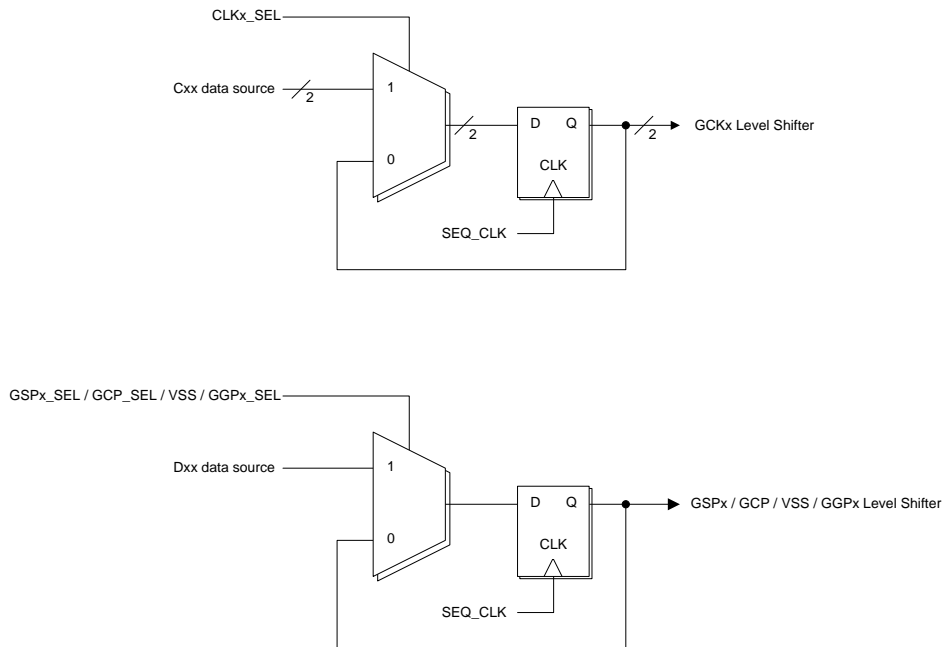 CLKx_SEL
Cxx data source
2
1
0
2
D Q
CLK
SEQ_CLK
2
GCKx Level Shifter
GSPx_SEL / GCP_SEL / VSS / GGPx_SEL
Dxx data source
1
0
D Q
CLK
SEQ_CLK
GSPx / GCP / VSS / GGPx Level Shifter